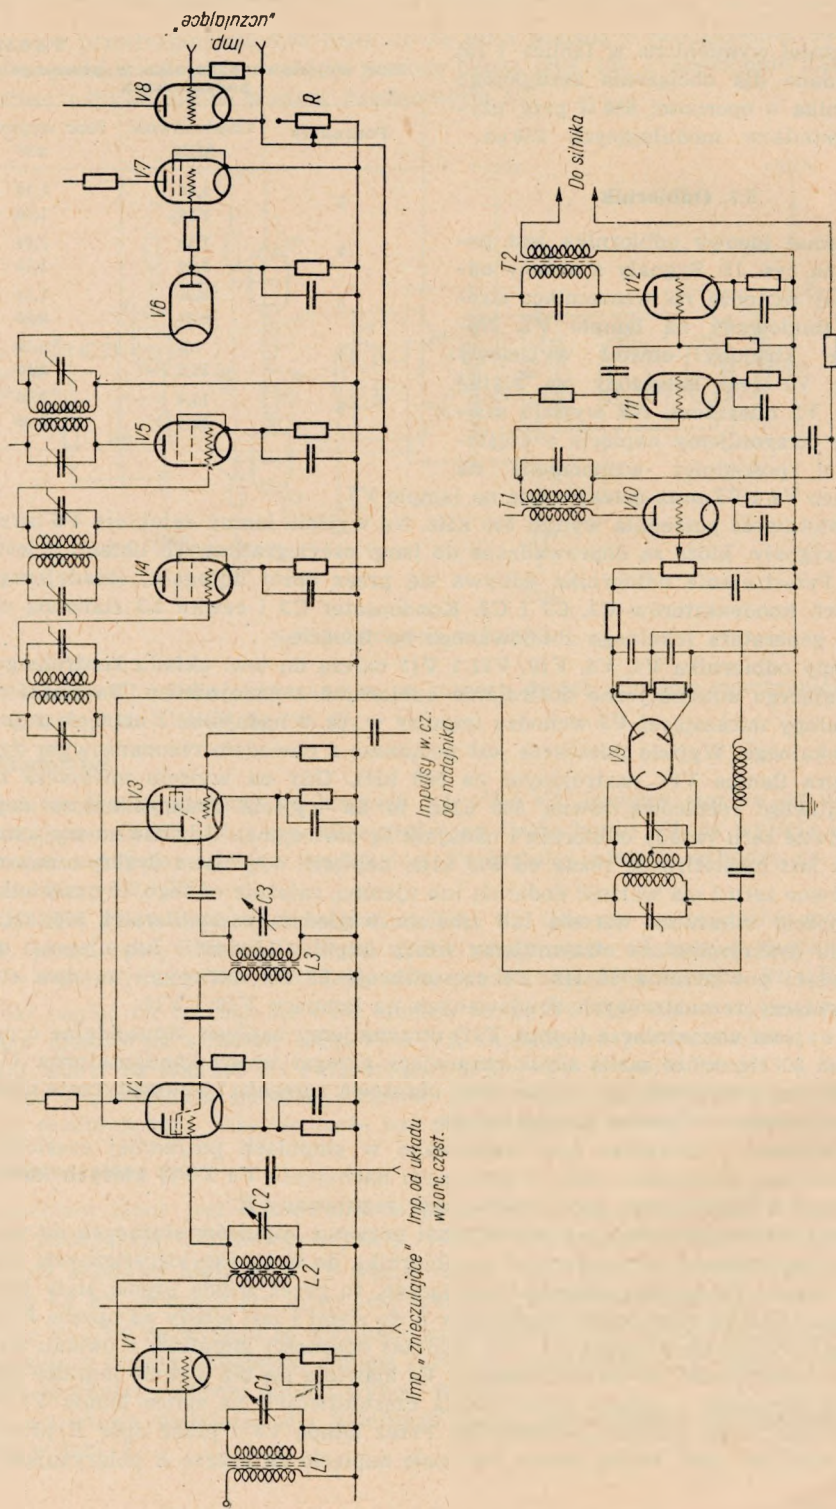 V1
V2
V3
V4
V5
V6
V7
V8
Imp.
„uczulające"
R
C1
L1
C2
L2
C3
L3
Imp. „znieczulające"
Imp. od układu
wzorc. częst.
Impulsy w.cz.
od nadajnika
V9
V10
V11
V12
T1
T2
Do silnika